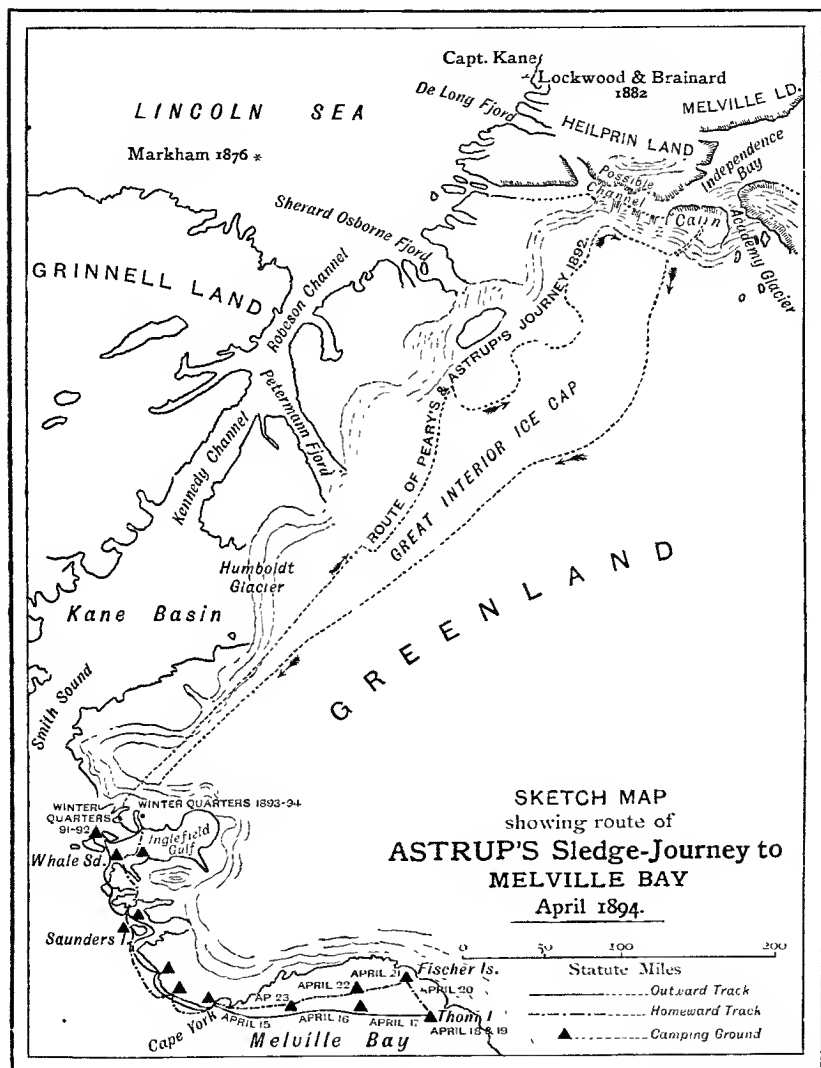 Capt. Kane
Lockwood & Brainard
1882
De Long Fjord
MELVILLE LD.
LINCOLN SEA
HEILPRIN LAND
Markham 1876 *
Independence
Bay
Possible
Channel
Cairn
Academy Glacier
Sherard Osborne Fjord
GRINNELL LAND
Robeson Channel
Petermann Fjord
Kennedy Channel
ROUTE OF PEARY'S & ASTRUP'S JOURNEY 1892
GREAT INTERIOR ICE CAP
Humboldt
Glacier
Kane Basin
GREENLAND
Smith Sound
WINTER
QUARTERS
91-92
WINTER QUARTERS 1893-94
Inglefield
Gulf
Whale Sd.
Saunders I.
SKETCH MAP
showing route of
ASTRUP'S Sledge-Journey to
MELVILLE BAY
April 1894.
0 50 100 200
Statute Miles
Outward Track
Homeward Track
Camping Ground
Fischer Is.
APRIL 21
APRIL 20
APRIL 22
AP 23
Thom I
APRIL 18 & 19
APRIL 17
APRIL 16
APRIL 15
Cape York
Melville Bay